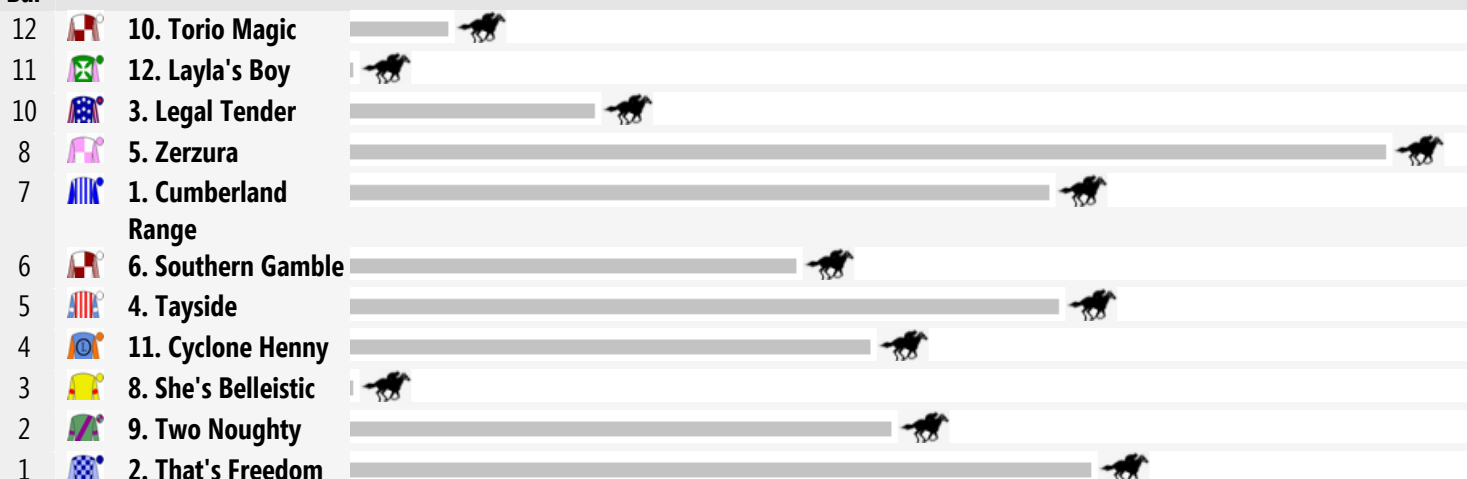 Bar
12 10. Torio Magic
11 12. Layla's Boy
10 3. Legal Tender
8 5. Zerzura
7 1. Cumberland
Range
6 6. Southern Gamble
5 4. Tayside
4 11. Cyclone Henny
3 8. She's Belleistic
2 9. Two Noughty
1 2. That's Freedom